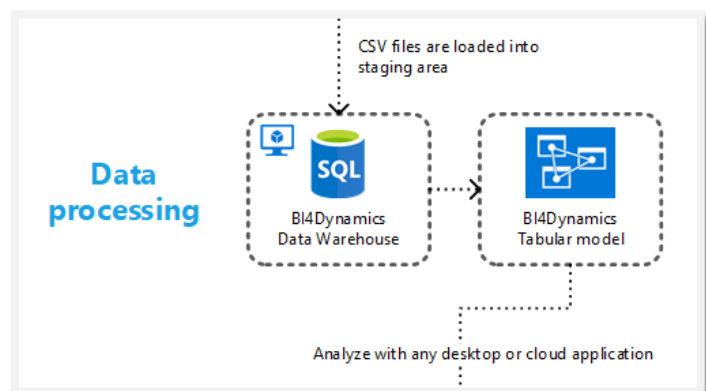 CSV files are loaded into
staging area
Data
processing
SQL
BI4Dynamics
Data Warehouse
BI4Dynamics
Tabular model
Analyze with any desktop or cloud application